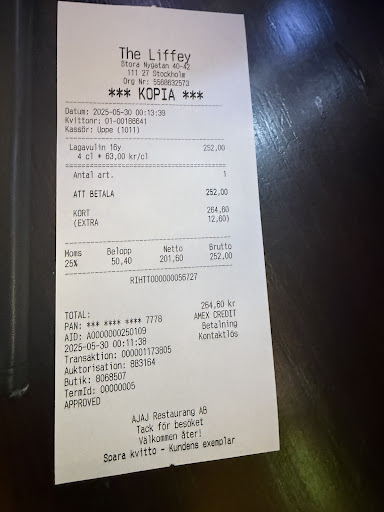 The Liffey
Stora Nygatan 40-42
111 27 Stockholm
Org Nr: 5568632573
*** KOPIA ***
Datum: 2025-05-30 00:13:39
Kvittonr: 01-00186641
Kassör: Uppe (1011)
Lagavulin 16y 252,00
4 cl * 63,00 kr/cl
Antal art. 1
ATT BETALA 252,00
KORT 264,60
(EXTRA 12,60)
Moms Belopp Netto Brutto
25% 50,40 201,60 252,00
RIHTT000000056727
TOTAL: 264,60 kr
PAN: *** **** **** 7778 AMEX CREDIT
AID: A0000000250109 Betalning
2025-05-30 00:11:38 Kontaktlös
Transaktion: 000001173805
Auktorisation: 863164
Butik: 8068507
TermId: 00000005
APPROVED
AJAJ Restaurang AB
Tack för besöket
Välkommen åter!
Spara kvitto - Kundens exemplar